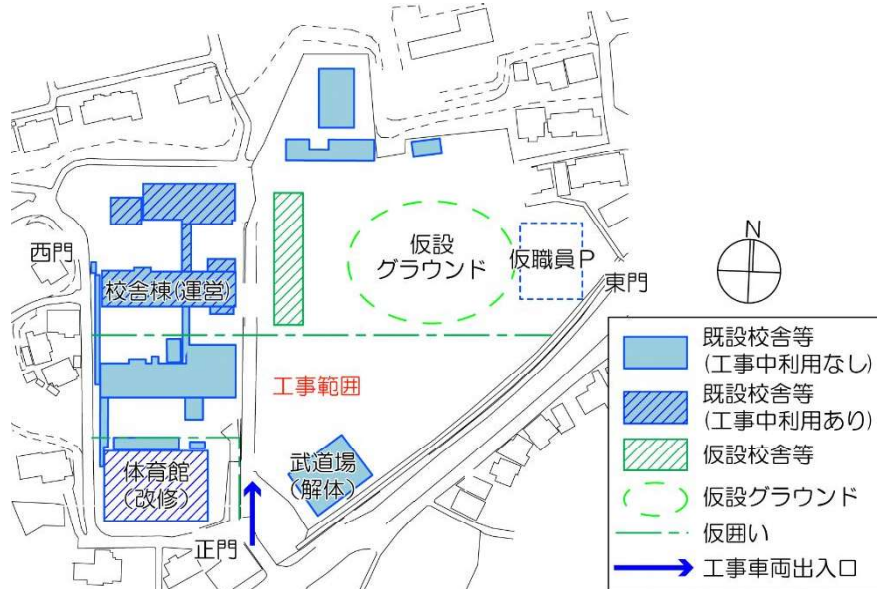 西門
校舎棟(運営)
仮設
グラウンド
仮職員P
東門
N
工事範囲
武道場
(解体)
体育館
(改修)
正門
既設校舎等
(工事中利用なし)
既設校舎等
(工事中利用あり)
仮設校舎等
仮設グラウンド
仮囲い
工事車両出入口